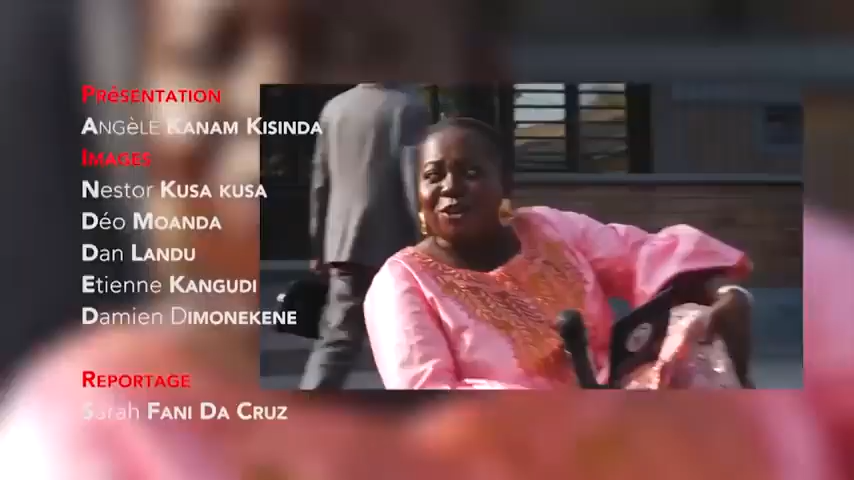 Présentation
Angèle Kanam Kisinda
Images
Nestor Kusa kusa
Déo Moanda
Dan Landu
Etienne Kangudi
Damien Dimonekene
Reportage
Sarah Fani Da Cruz